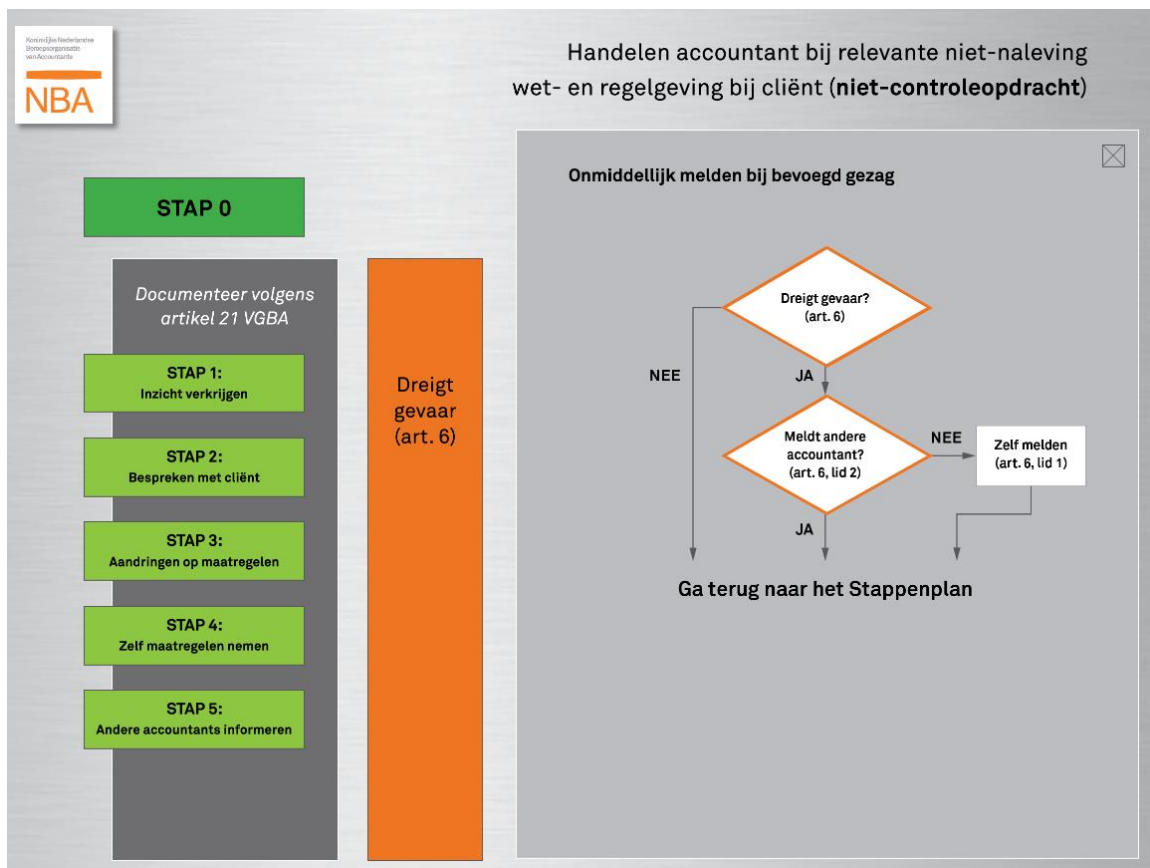 Koninklijke Nederlandse
Beroepsorganisatie
van Accountants
NBA
Handelen accountant bij relevante niet-naleving
wet- en regelgeving bij cliënt (niet-controleopdracht)
STAP 0
Documenteer volgens
artikel 21 VGBA
STAP 1:
Inzicht verkrijgen
STAP 2:
Bespreken met cliënt
STAP 3:
Aandringen op maatregelen
STAP 4:
Zelf maatregelen nemen
STAP 5:
Andere accountants informeren
Dreigt
gevaar
(art. 6)
Onmiddellijk melden bij bevoegd gezag
Dreigt gevaar?
(art. 6)
NEE
JA
Meldt andere
accountant?
(art. 6, lid 2)
NEE
Zelf melden
(art. 6, lid 1)
JA
Ga terug naar het Stappenplan